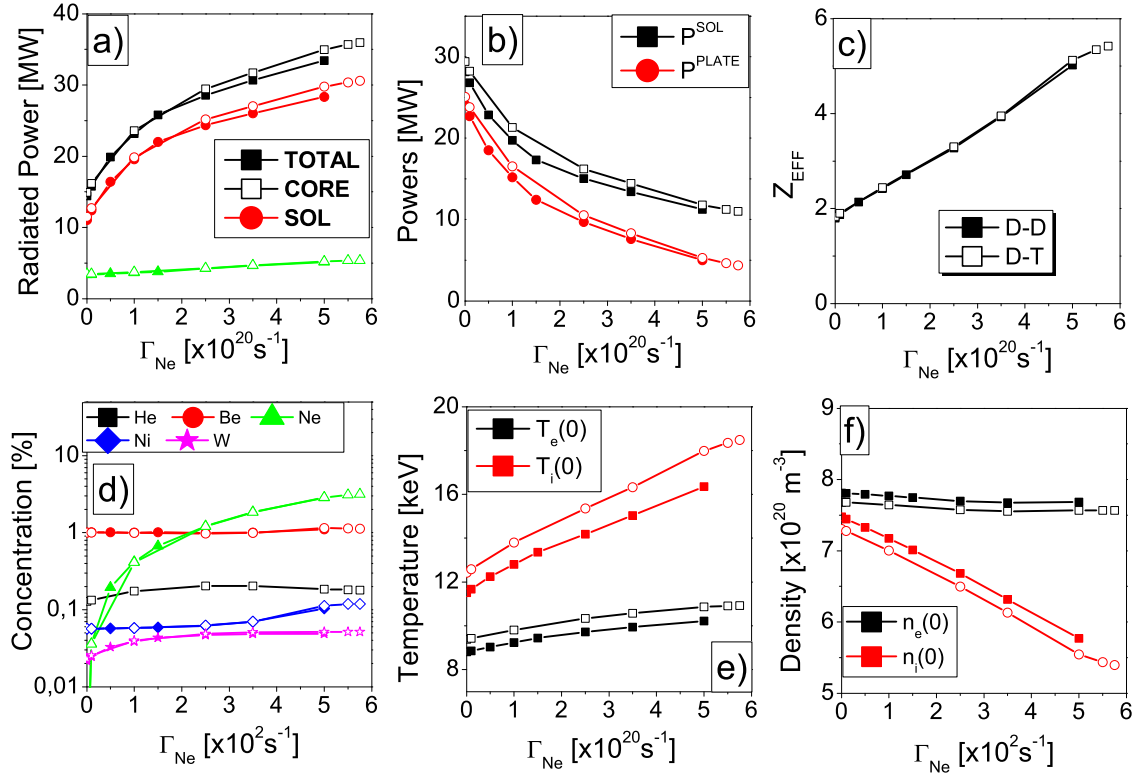 a)
Radiated Power [MW]
40
30
20
10
0
TOTAL
CORE
SOL
0 1 2 3 4 5 6
Γ_Ne [x10^20 s^-1]
b)
Powers [MW]
P^SOL
P^PLATE
40
30
20
10
0
0 1 2 3 4 5 6
Γ_Ne [x10^20 s^-1]
c)
Z_EFF
6
4
2
0
D-D
D-T
0 1 2 3 4 5 6
Γ_Ne [x10^20 s^-1]
He Be Ne
Ni W
d)
Concentration [%]
10
1
0,1
0,01
0 1 2 3 4 5 6
Γ_Ne [x10^2 s^-1]
T_e(0)
T_i(0)
Temperature [keV]
20
16
12
8
e)
0 1 2 3 4 5 6
Γ_Ne [x10^20 s^-1]
f)
Density [x10^20 m^-3]
9
8
7
6
5
n_e(0)
n_i(0)
0 1 2 3 4 5 6
Γ_Ne [x10^2 s^-1]